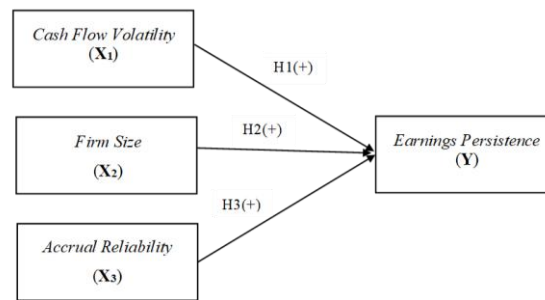 Cash Flow Volatility
(X1)
H1(+)
Firm Size
(X2)
H2(+)
Earnings Persistence
(Y)
H3(+)
Accrual Reliability
(X3)